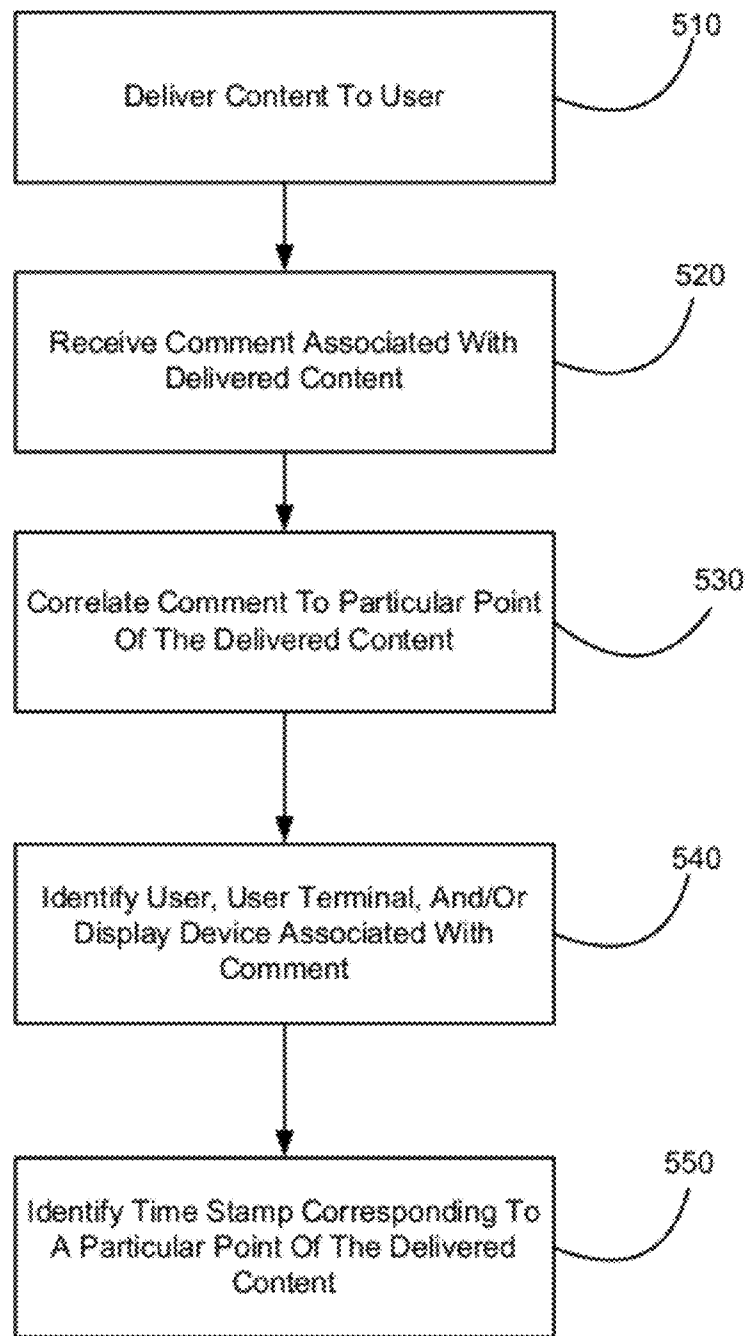 510
Deliver Content To User
520
Receive Comment Associated With
Delivered Content
530
Correlate Comment To Particular Point
Of The Delivered Content
540
Identify User, User Terminal, And/Or
Display Device Associated With
Comment
550
Identify Time Stamp Corresponding To
A Particular Point Of The Delivered
Content